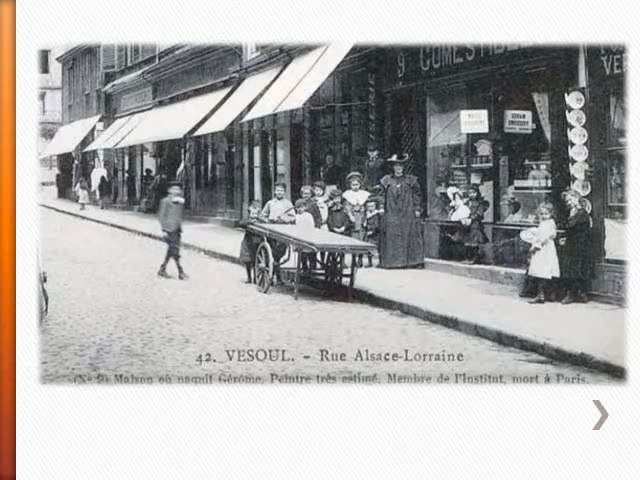 9 COMESTIBLES
VE
42. VESOUL. - Rue Alsace-Lorraine
(Nº 9) Maison où naquit Gérôme, Peintre très estimé, Membre de l'Institut, mort à Paris.